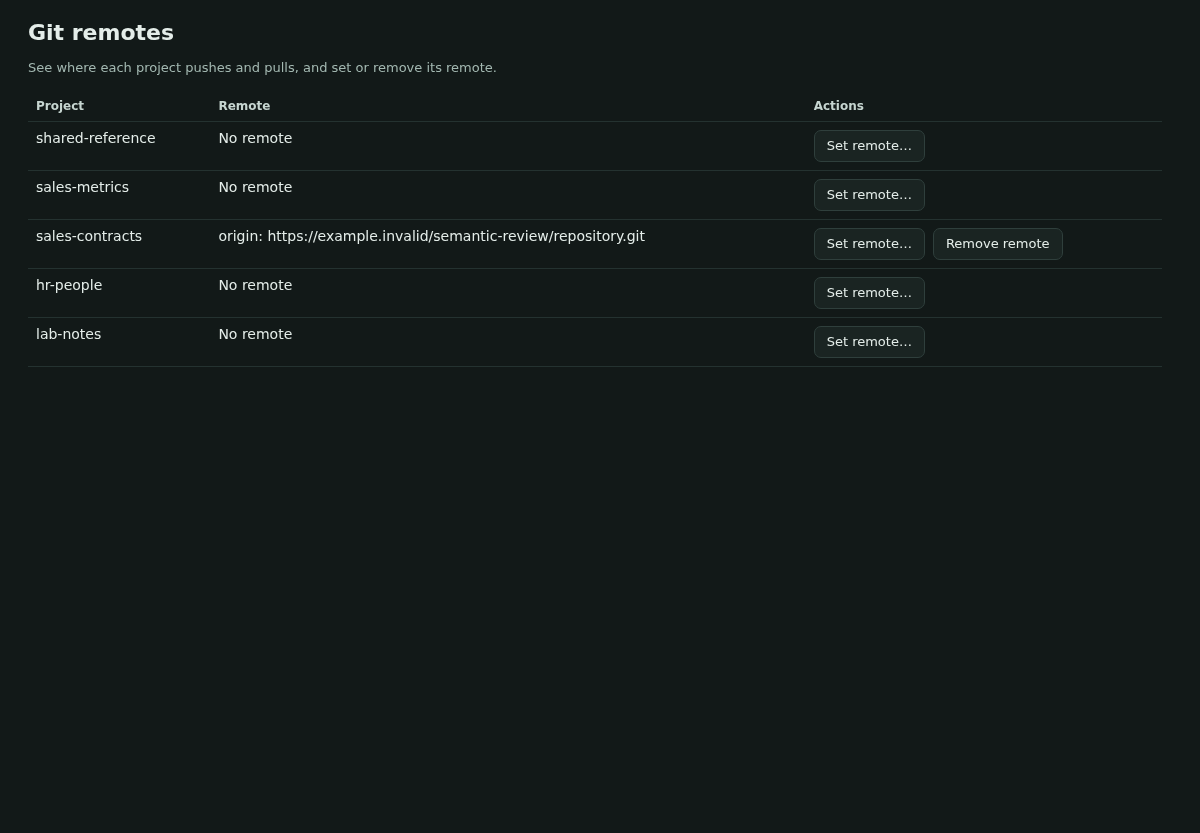 Git remotes
See where each project pushes and pulls, and set or remove its remote.
Project Remote Actions
shared-reference No remote Set remote…
sales-metrics No remote Set remote…
sales-contracts origin: https://example.invalid/semantic-review/repository.git Set remote… Remove remote
hr-people No remote Set remote…
lab-notes No remote Set remote…